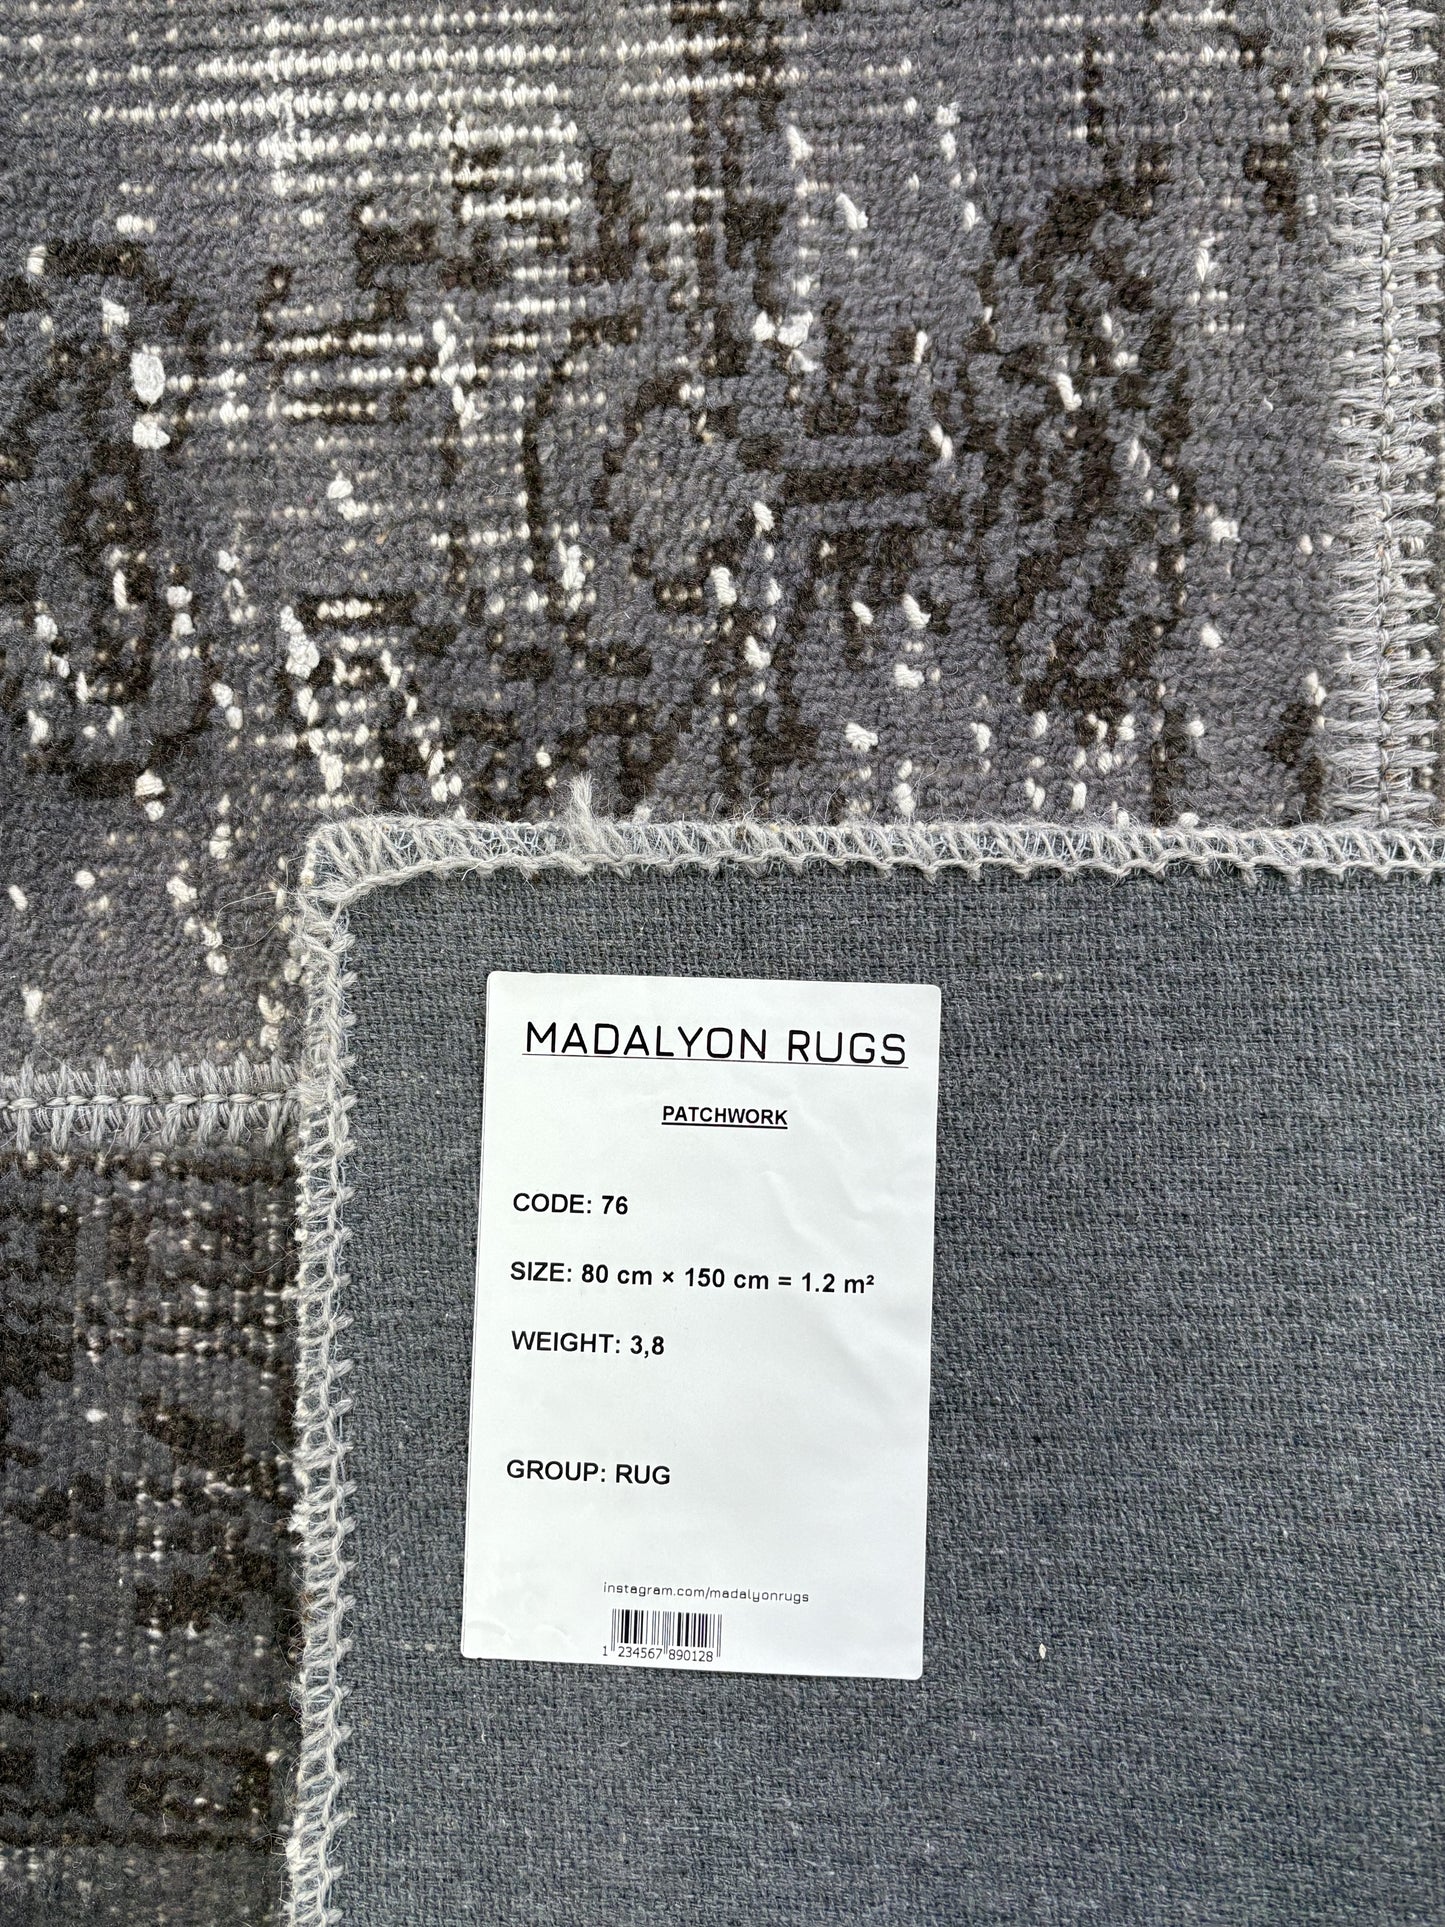 MADALYON RUGS
PATCHWORK
CODE: 76
SIZE: 80 cm × 150 cm = 1.2 m²
WEIGHT: 3,8
GROUP: RUG
instagram.com/madalyonrugs
1 234567 890128